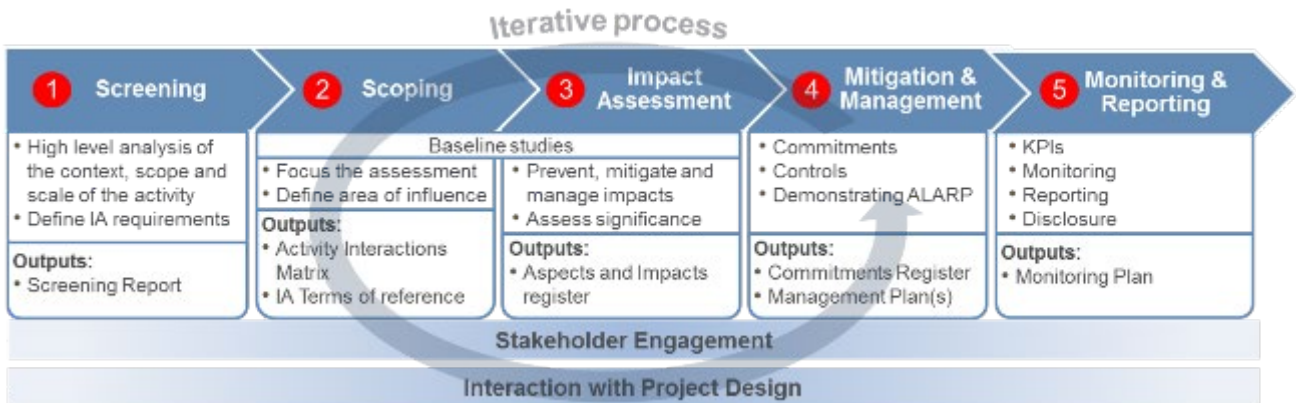 Iterative process
1 Screening
2 Scoping
3 Impact
Assessment
4 Mitigation &
Management
5 Monitoring &
Reporting
• High level analysis of
the context, scope and
scale of the activity
• Define IA requirements
Outputs:
• Screening Report
Baseline studies
• Focus the assessment
• Define area of influence
Outputs:
• Activity Interactions
Matrix
• IA Terms of reference
• Prevent, mitigate and
manage impacts
• Assess significance
Outputs:
• Aspects and Impacts
register
• Commitments
• Controls
• Demonstrating ALARP
Outputs:
• Commitments Register
• Management Plan(s)
• KPIs
• Monitoring
• Reporting
• Disclosure
Outputs:
• Monitoring Plan
Stakeholder Engagement
Interaction with Project Design